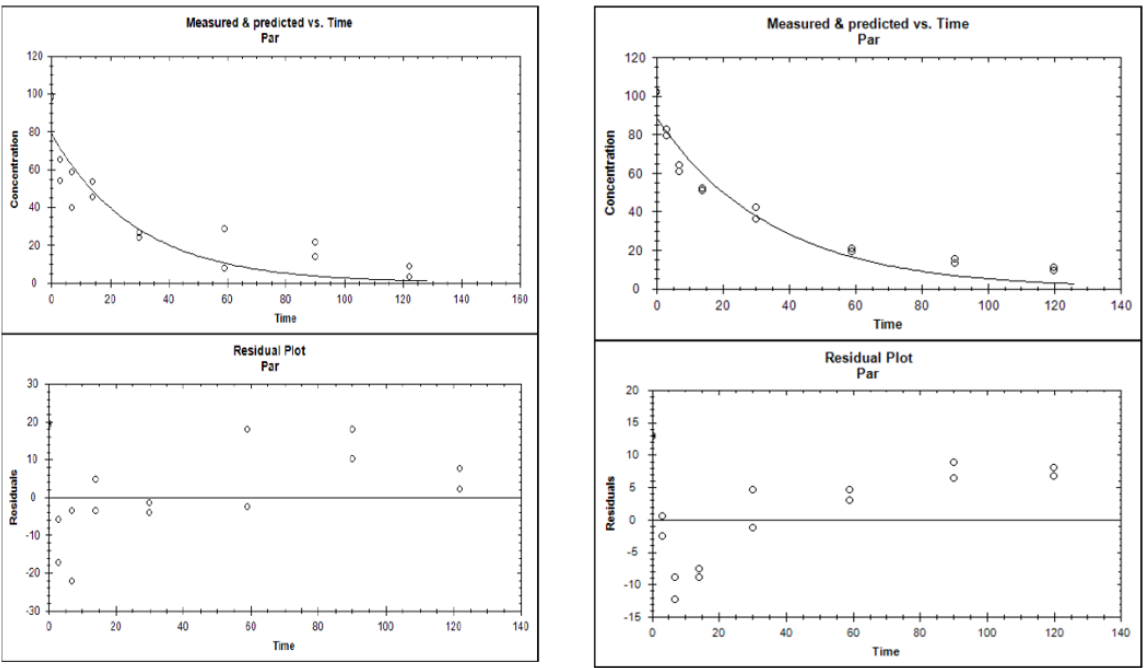 Measured & predicted vs. Time
Par
120
100
80
60
40
20
0
Concentration
0 20 40 60 80 100 120 140 160
Time
Residual Plot
Par
30
20
10
0
-10
-20
-30
Residuals
0 20 40 60 80 100 120 140
Time
Measured & predicted vs. Time
Par
120
100
80
60
40
20
0
Concentration
0 20 40 60 80 100 120 140
Time
Residual Plot
Par
20
15
10
5
0
-5
-10
-15
Residuals
0 20 40 60 80 100 120 140
Time